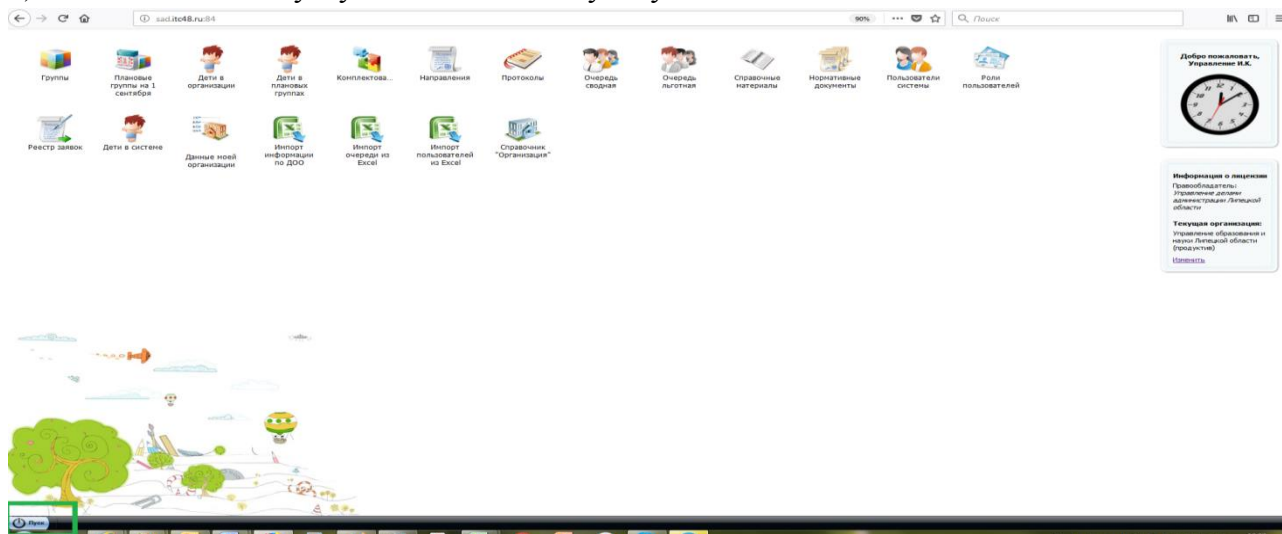 sad.itc48.ru:84
90%
Поиск
Группы
Плановые
группы на 1
сентября
Дети в
организации
Дети в
плановых
группах
Комплектова...
Направления
Протоколы
Очередь
сводная
Очередь
льготная
Справочные
материалы
Нормативные
документы
Пользователи
системы
Роли
пользователей
Реестр заявок
Дети в системе
Данные моей
организации
Импорт
информации
по ДОО
Импорт
очереди из
Excel
Импорт
пользователей
из Excel
Справочник
"Организация"
Добро пожаловать,
Управление И.К.
Информация о лицензии
Правообладатель:
Управление делами
администрации Липецкой
области
Текущая организация:
Управление образования и
науки Липецкой области
(продуктив)
Изменить
Пуск